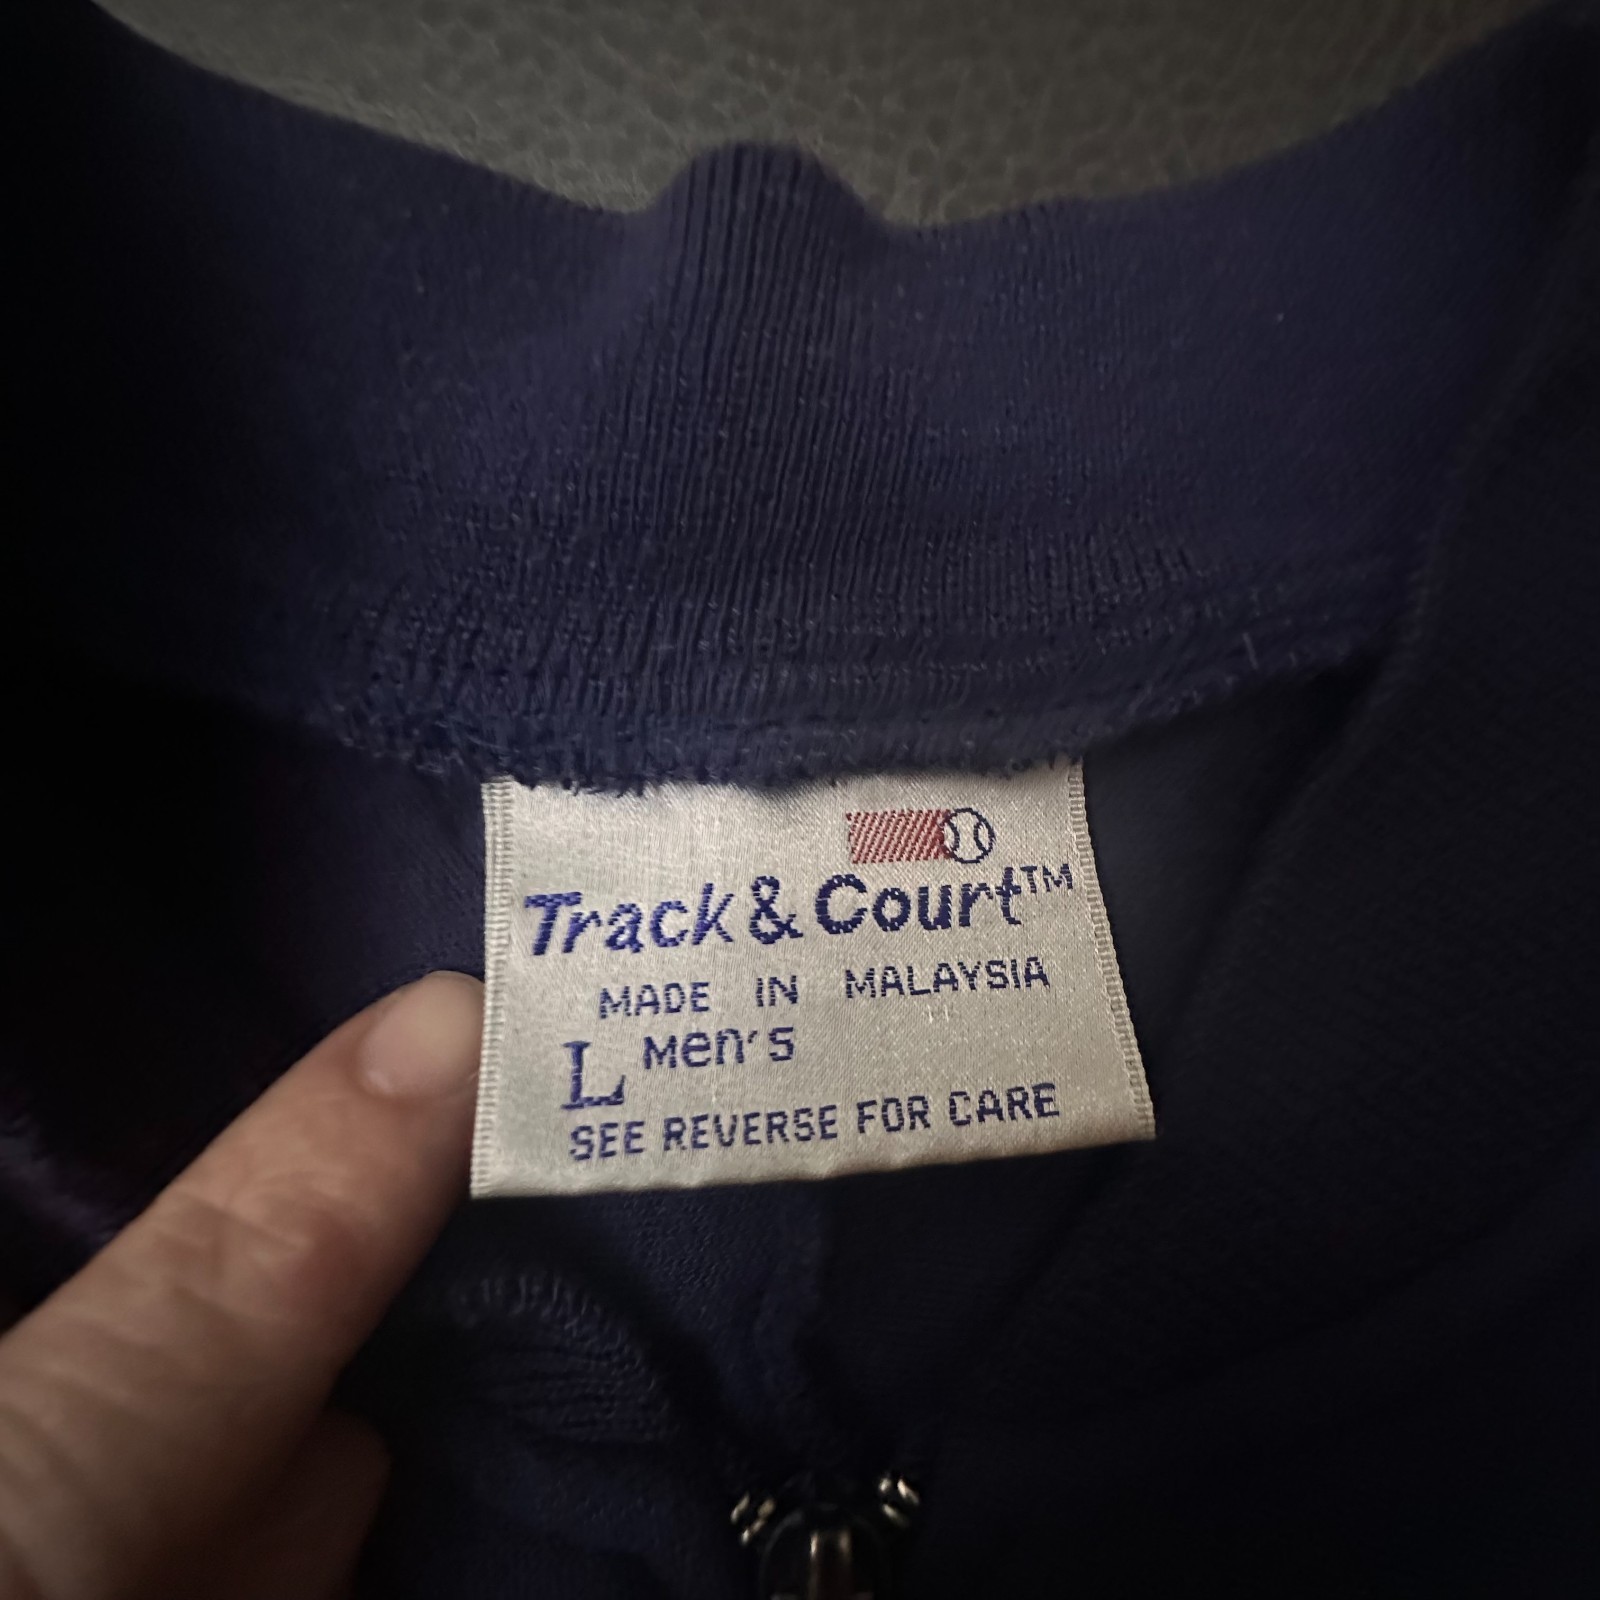 Track & Court™
MADE IN MALAYSIA
L Men's
SEE REVERSE FOR CARE